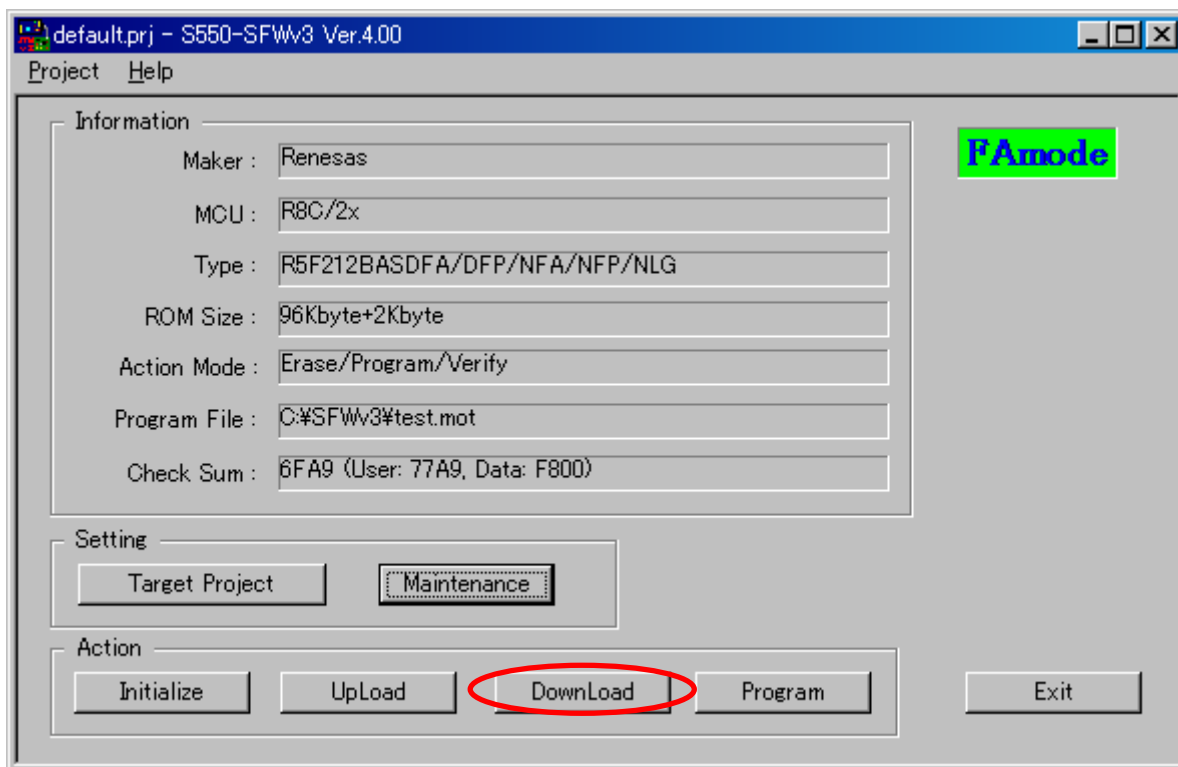 default.prj - S550-SFWv3 Ver.4.00
Project Help
Information
FAmode
Maker : Renesas
MCU : R8C/2x
Type : R5F212BASDFA/DFP/NFA/NFP/NLG
ROM Size : 96Kbyte+2Kbyte
Action Mode : Erase/Program/Verify
Program File : C:¥SFWv3¥test.mot
Check Sum : 6FA9 (User: 77A9, Data: F800)
Setting
Target Project Maintenance
Action
Initialize UpLoad DownLoad Program Exit